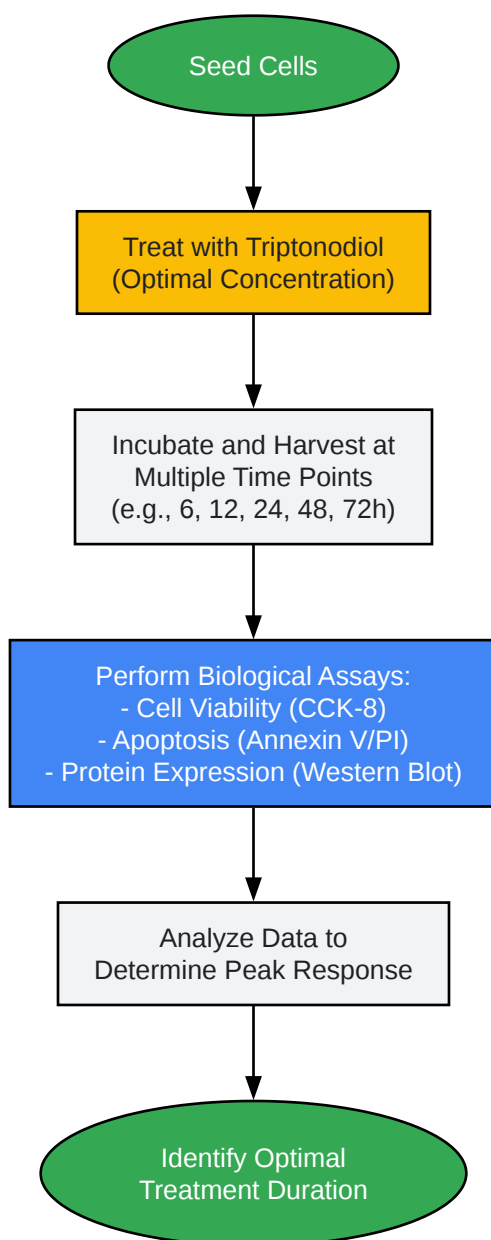 Seed Cells
Treat with Triptonodiol
(Optimal Concentration)
Incubate and Harvest at
Multiple Time Points
(e.g., 6, 12, 24, 48, 72h)
Perform Biological Assays:
- Cell Viability (CCK-8)
- Apoptosis (Annexin V/PI)
- Protein Expression (Western Blot)
Analyze Data to
Determine Peak Response
Identify Optimal
Treatment Duration